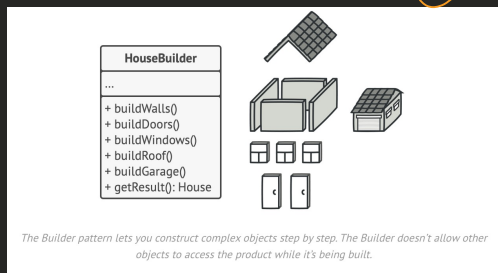 HouseBuilder
...
+ buildWalls()
+ buildDoors()
+ buildWindows()
+ buildRoof()
+ buildGarage()
+ getResult(): House
The Builder pattern lets you construct complex objects step by step. The Builder doesn't allow other
objects to access the product while it's being built.